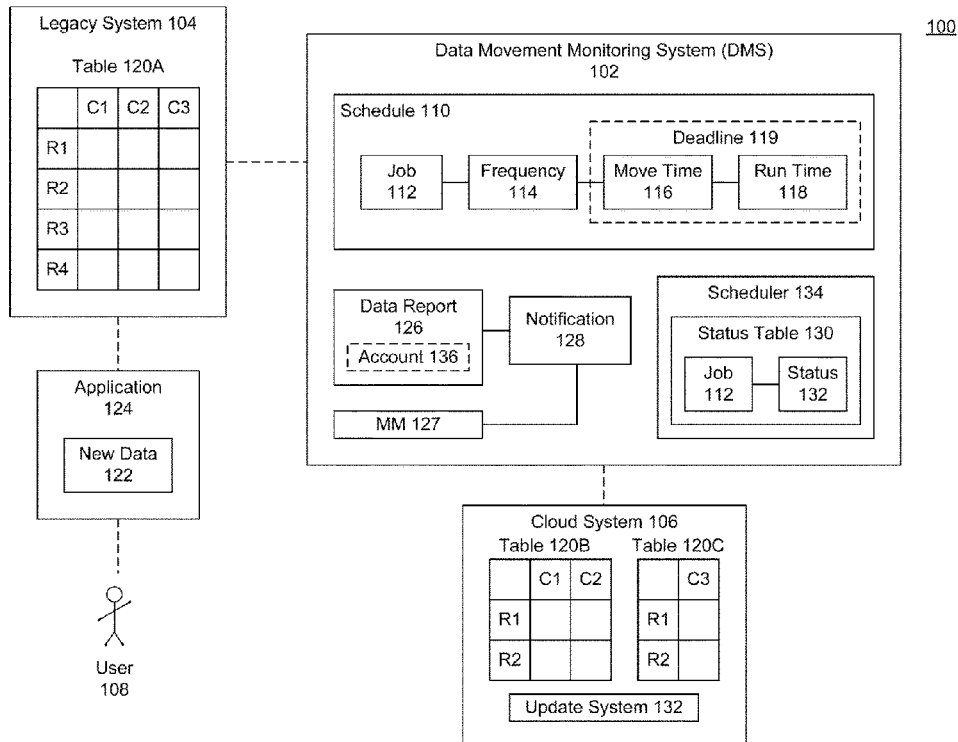 100
Legacy System 104
Table 120A
C1 C2 C3
R1
R2
R3
R4
Data Movement Monitoring System (DMS)
102
Schedule 110
Deadline 119
Job
112
Frequency
114
Move Time
116
Run Time
118
Data Report
126
Account 136
Notification
128
MM 127
Scheduler 134
Status Table 130
Job
112
Status
132
Application
124
New Data
122
User
108
Cloud System 106
Table 120B
C1 C2
R1
R2
Table 120C
C3
R1
R2
Update System 132